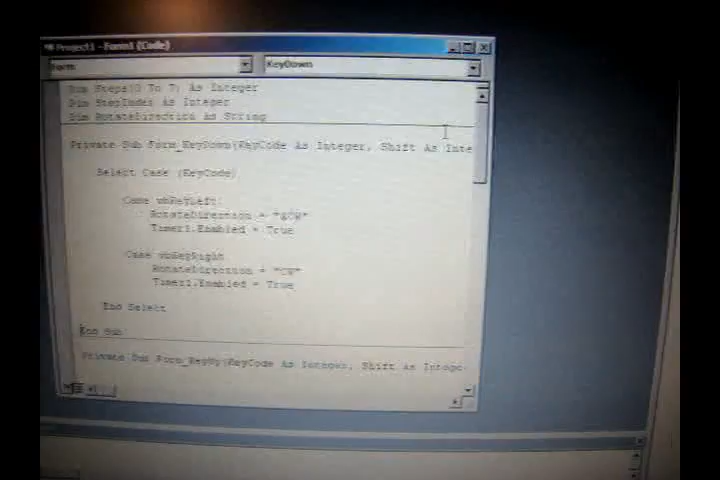 Project1 - Form1 (Code)
Form
KeyDown
Dim Steps(0 To 7) As Integer
Dim StepIndex As Integer
Dim RotateDirection As String
Private Sub Form_KeyDown(KeyCode As Integer, Shift As Inte
Select Case (KeyCode)
Case vbKeyLeft
RotateDirection = "ACW"
Timer1.Enabled = True
Case vbKeyRight
RotateDirection = "CW"
Timer1.Enabled = True
End Select
End Sub
Private Sub Form_KeyUp(KeyCode As Integer, Shift As Intege